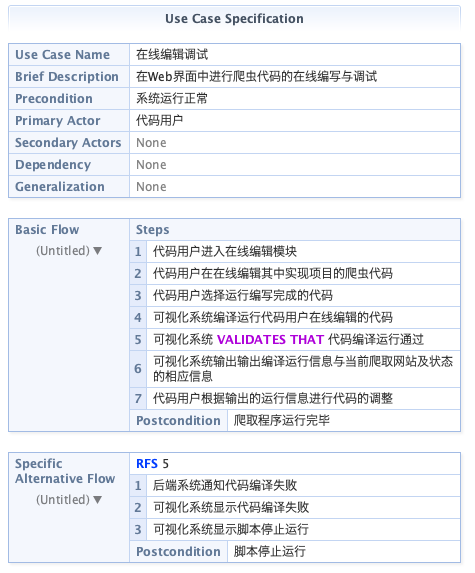 Use Case Specification
Use Case Name 在线编辑调试
Brief Description 在Web界面中进行爬虫代码的在线编写与调试
Precondition 系统运行正常
Primary Actor 代码用户
Secondary Actors None
Dependency None
Generalization None
Basic Flow Steps
(Untitled) ▼
1 代码用户进入在线编辑模块
2 代码用户在在线编辑其中实现项目的爬虫代码
3 代码用户选择运行编写完成的代码
4 可视化系统编译运行代码用户在线编辑的代码
5 可视化系统 VALIDATES THAT 代码编译运行通过
6 可视化系统输出输出编译运行信息与当前爬取网站及状态
的相应信息
7 代码用户根据输出的运行信息进行代码的调整
Postcondition 爬取程序运行完毕
Specific
Alternative Flow
(Untitled) ▼
RFS 5
1 后端系统通知代码编译失败
2 可视化系统显示代码编译失败
3 可视化系统显示脚本停止运行
Postcondition 脚本停止运行